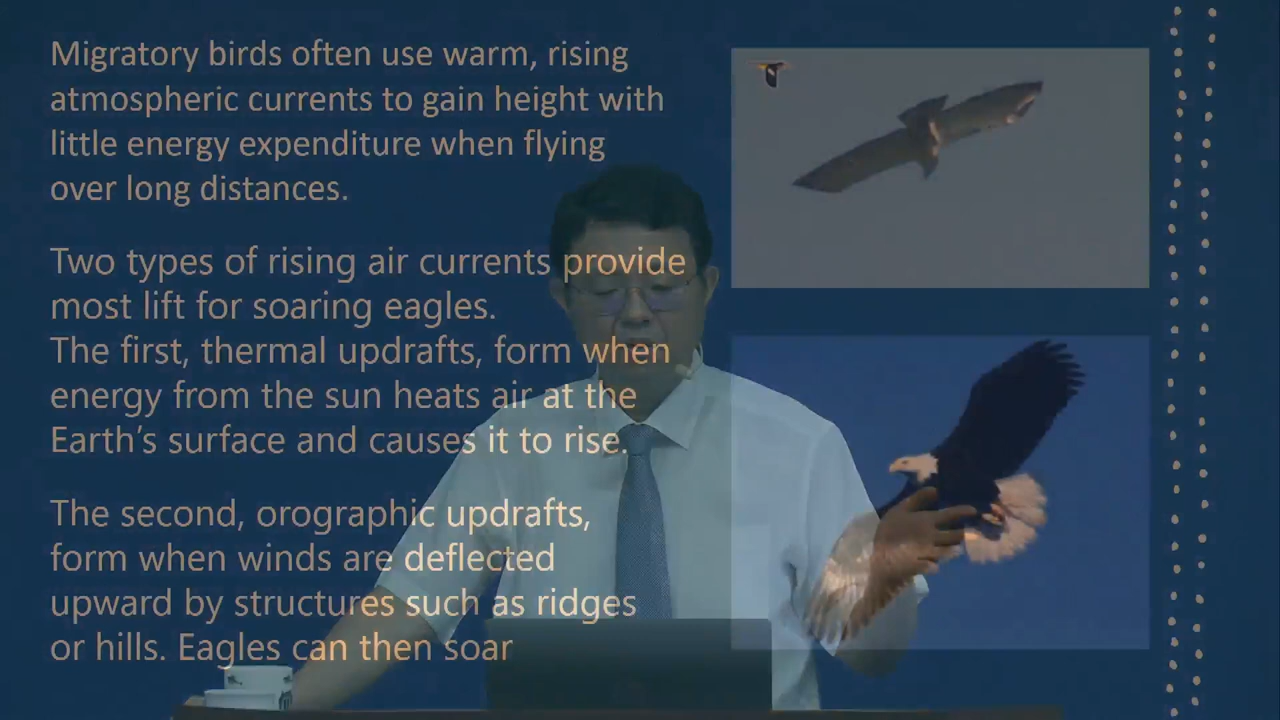 Migratory birds often use warm, rising
atmospheric currents to gain height with
little energy expenditure when flying
over long distances.
Two types of rising air currents provide
most lift for soaring eagles.
The first, thermal updrafts, form when
energy from the sun heats air at the
Earth’s surface and causes it to rise.
The second, orographic updrafts,
form when winds are deflected
upward by structures such as ridges
or hills. Eagles can then soar